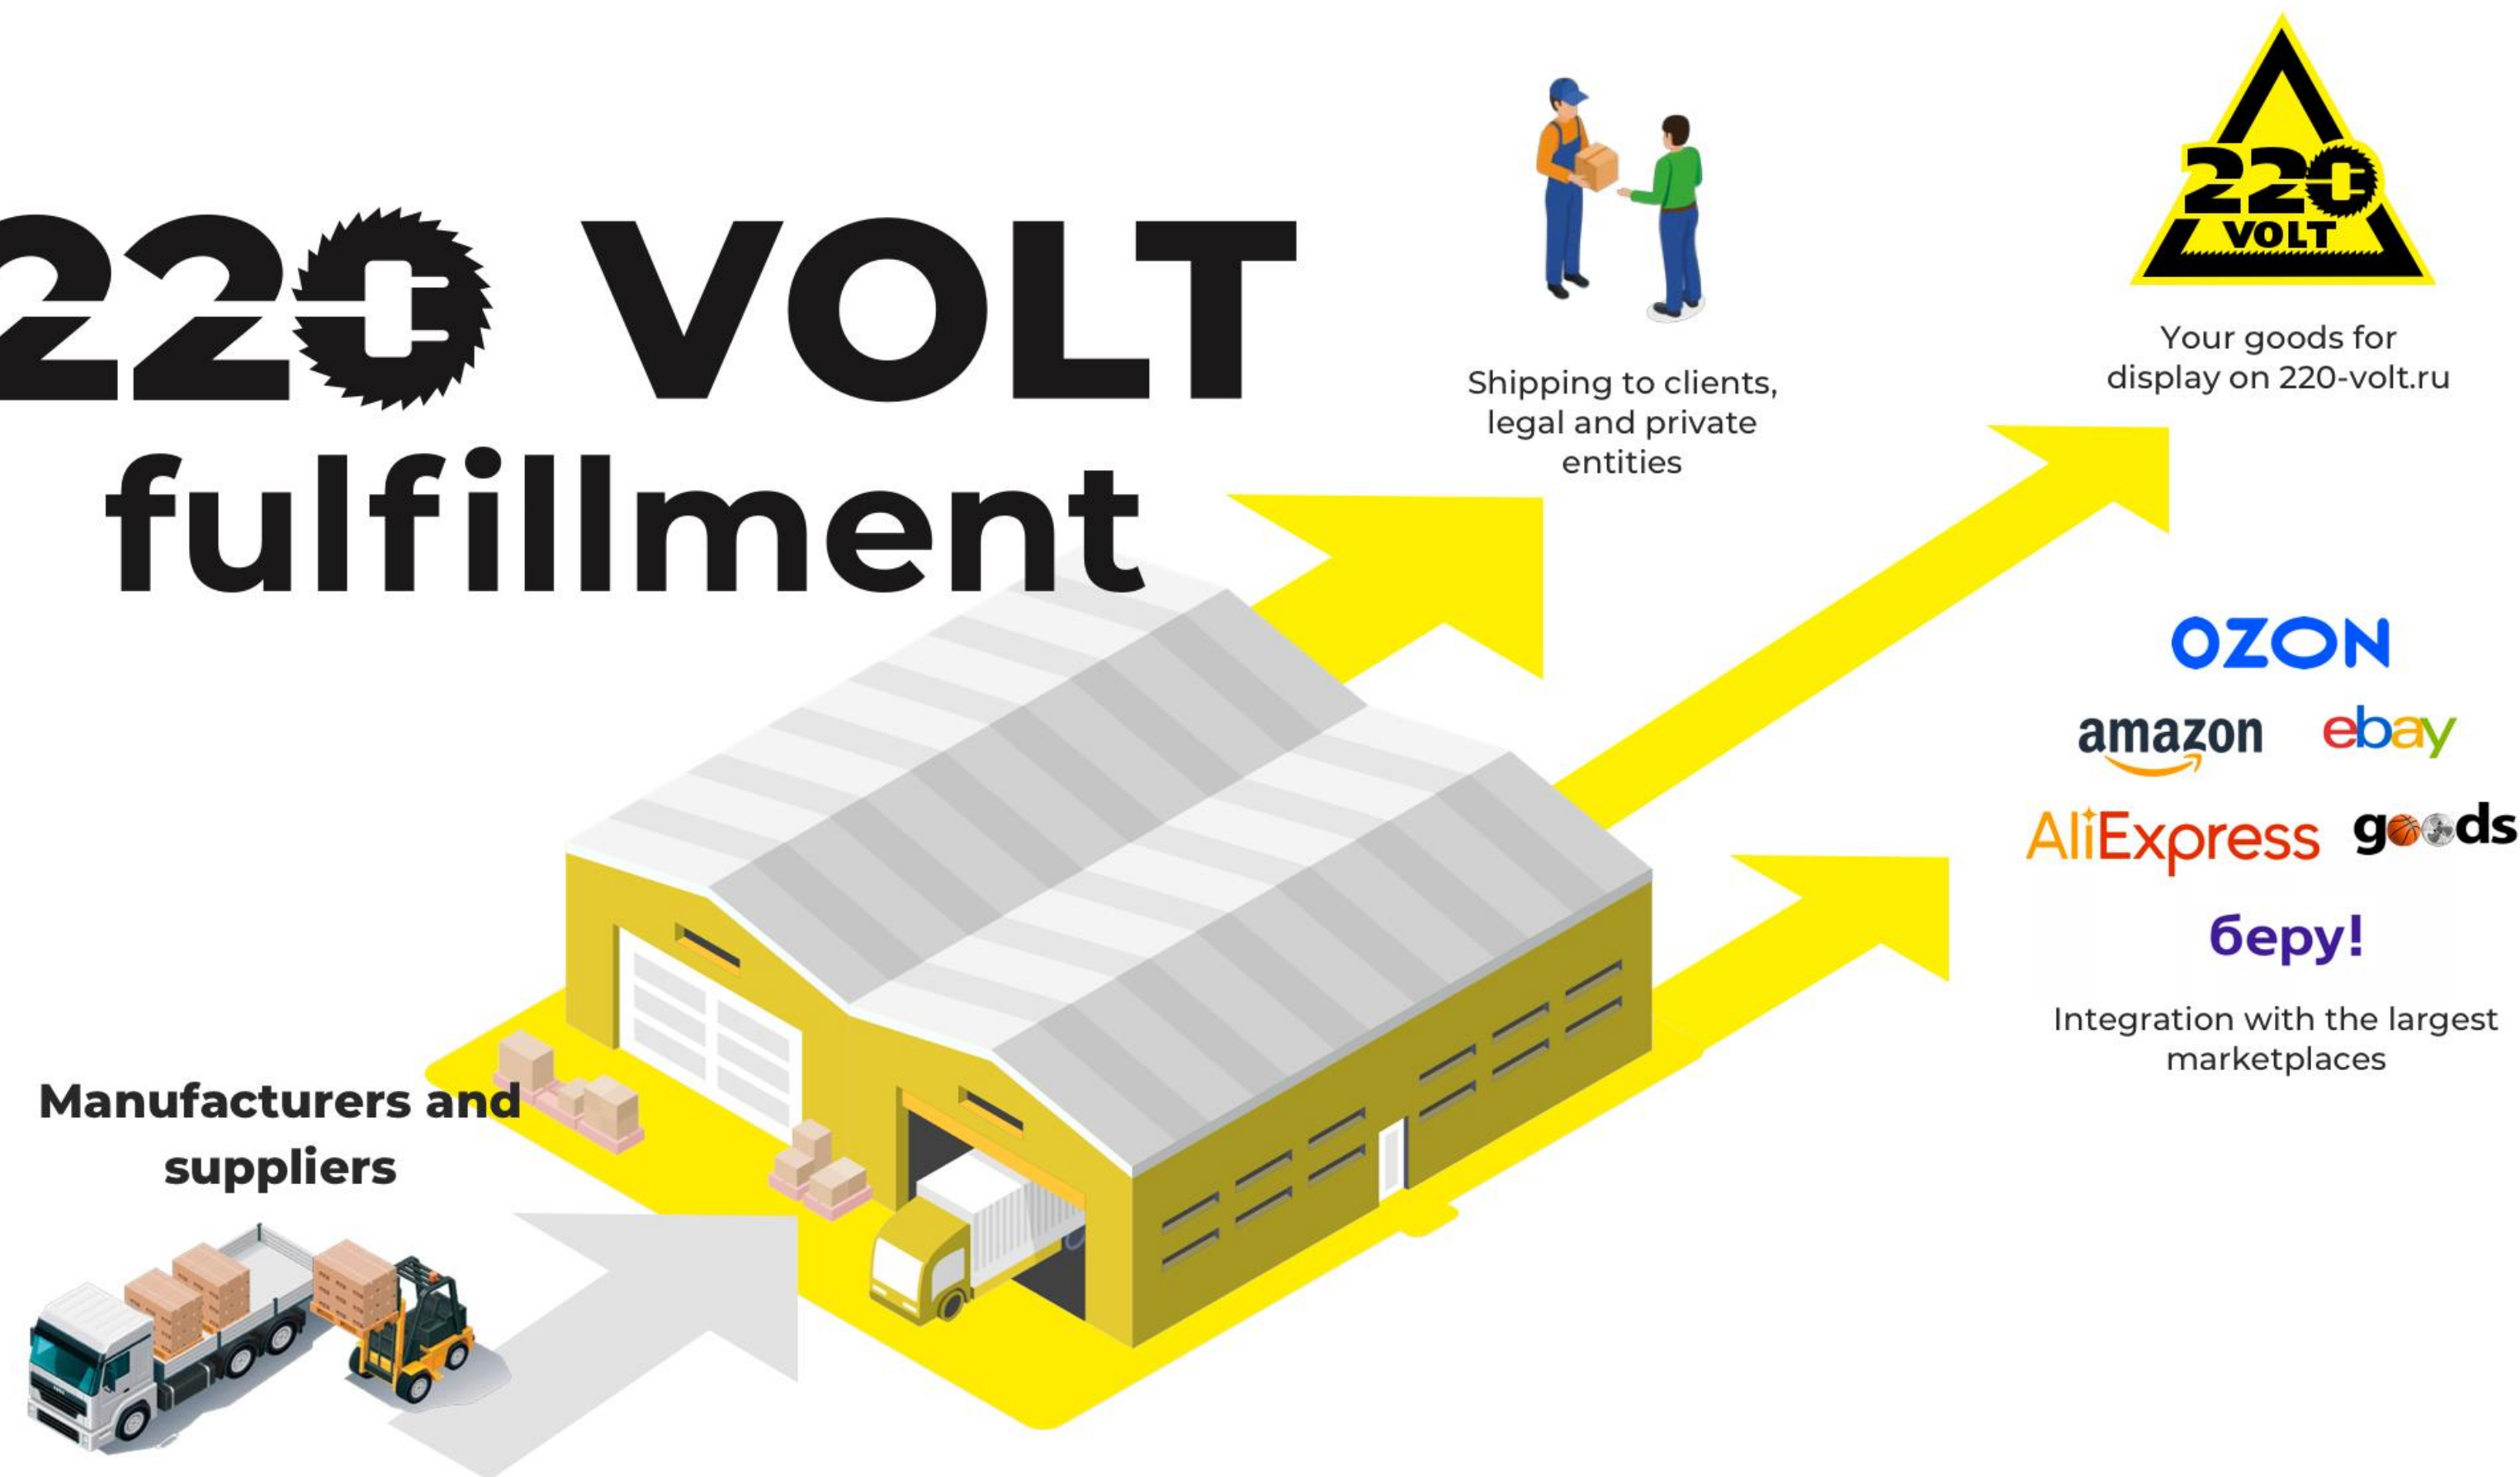 220 VOLT
fulfillment
Shipping to clients,
legal and private
entities
220
VOLT
Your goods for
display on 220-volt.ru
OZON
amazon ebay
AliExpress goods
беру!
Integration with the largest
marketplaces
Manufacturers and
suppliers